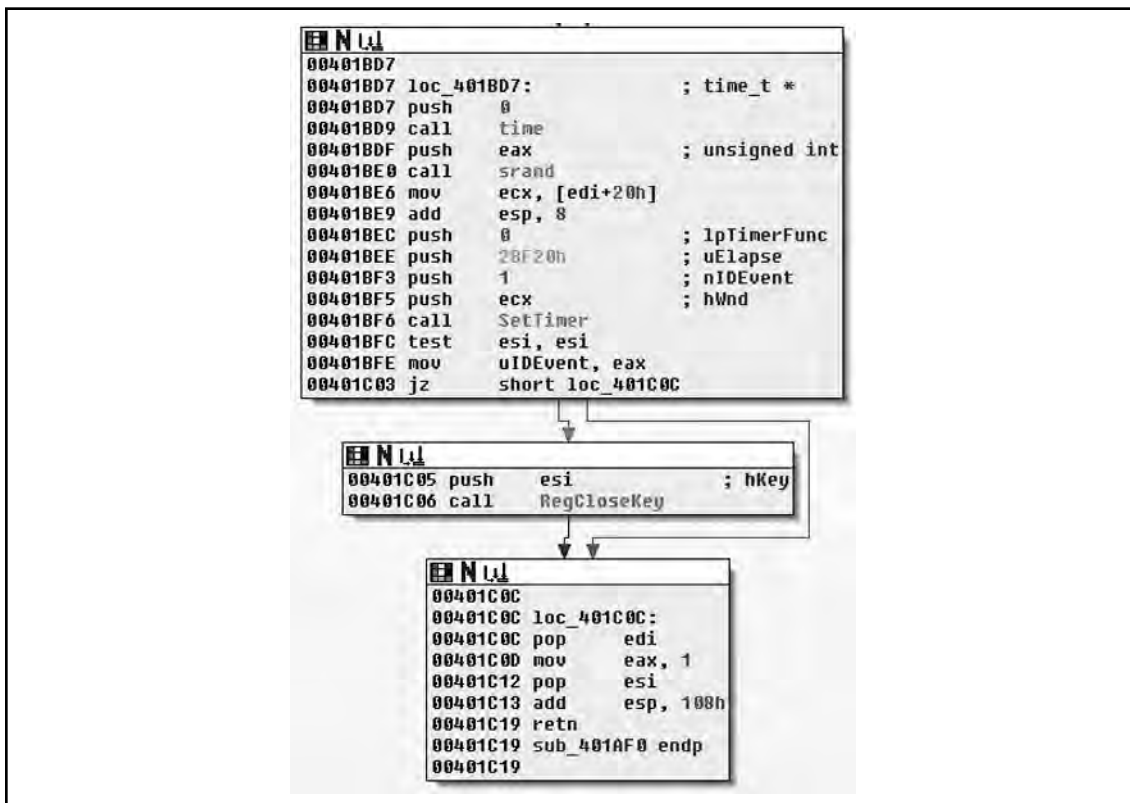 00401BD7
00401BD7 loc_401BD7: ; time_t *
00401BD7 push 0
00401BD9 call time
00401BDF push eax ; unsigned int
00401BE0 call srand
00401BE6 mov ecx, [edi+20h]
00401BE9 add esp, 8
00401BEC push 0 ; lpTimerFunc
00401BEE push 28F20h ; uElapse
00401BF3 push 1 ; nIDEvent
00401BF5 push ecx ; hWnd
00401BF6 call SetTimer
00401BFC test esi, esi
00401BFE mov uIDEvent, eax
00401C03 jz short loc_401C0C
00401C05 push esi ; hKey
00401C06 call RegCloseKey
00401C0C
00401C0C loc_401C0C:
00401C0C pop edi
00401C0D mov eax, 1
00401C12 pop esi
00401C13 add esp, 108h
00401C19 retn
00401C19 sub_401AF0 endp
00401C19